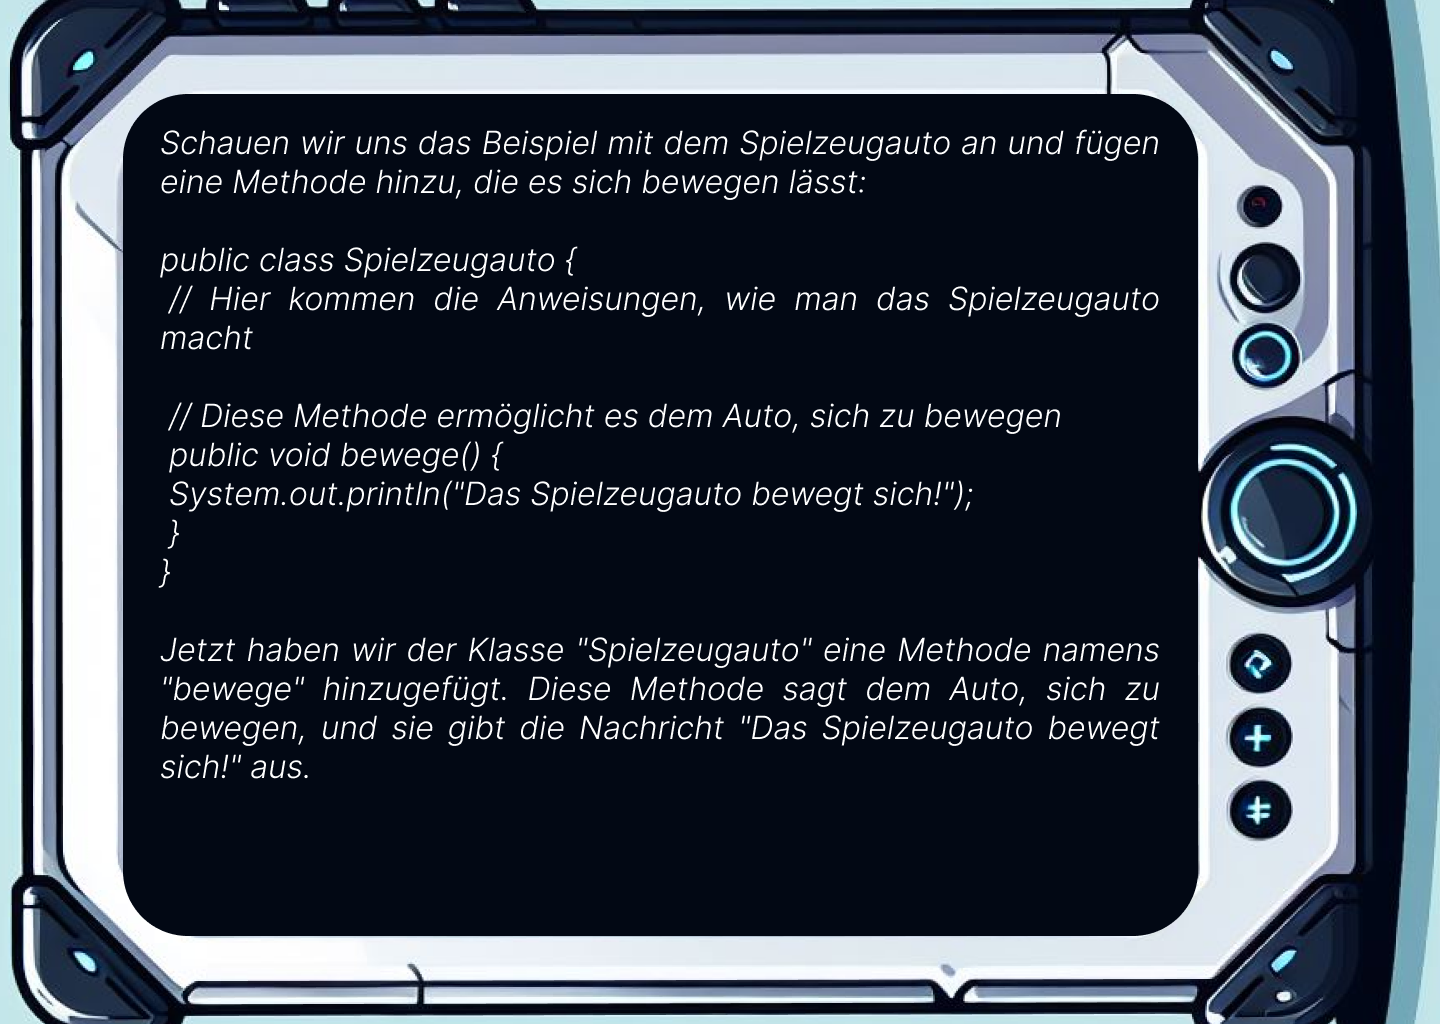 Schauen wir uns das Beispiel mit dem Spielzeugauto an und fügen
eine Methode hinzu, die es sich bewegen lässt:
public class Spielzeugauto {
// Hier kommen die Anweisungen, wie man das Spielzeugauto
macht
// Diese Methode ermöglicht es dem Auto, sich zu bewegen
public void bewege() {
System.out.println("Das Spielzeugauto bewegt sich!");
}
}
Jetzt haben wir der Klasse "Spielzeugauto" eine Methode namens
"bewege" hinzugefügt. Diese Methode sagt dem Auto, sich zu
bewegen, und sie gibt die Nachricht "Das Spielzeugauto bewegt
sich!" aus.